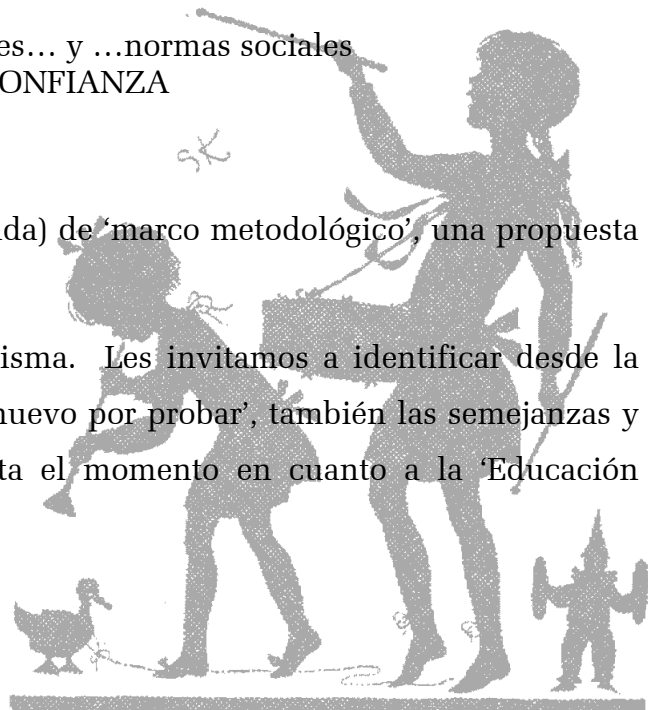 es… y …normas sociales
ONFIANZA
SK
da) de ‘marco metodológico’, una propuesta
isma. Les invitamos a identificar desde la
nuevo por probar’, también las semejanzas y
ta el momento en cuanto a la ‘Educación